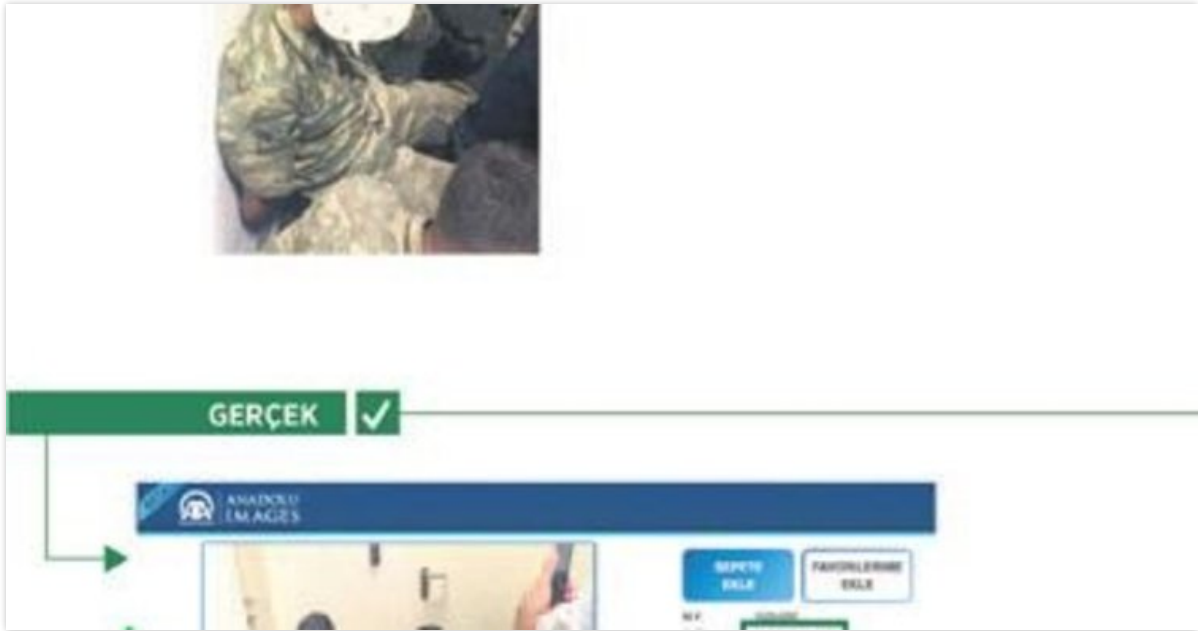 GERÇEK
ANADOLU
IMAGES
SEPETE
EKLE
FAVORİLERİME
EKLE